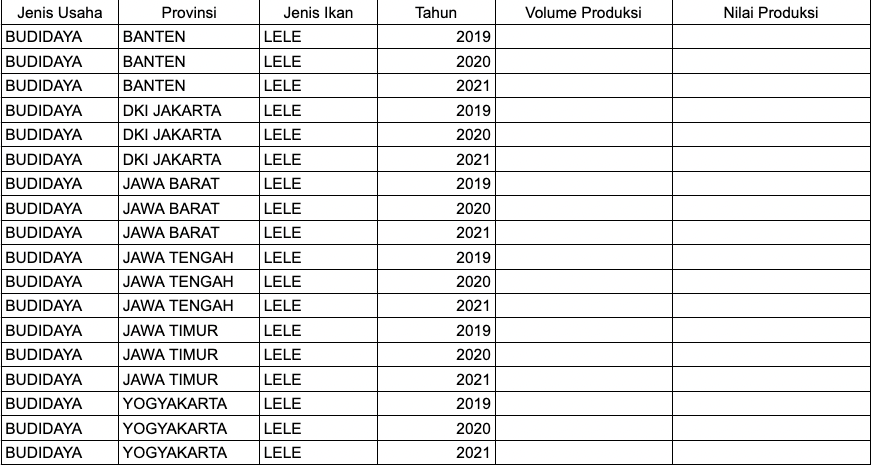 Jenis Usaha Provinsi Jenis Ikan Tahun Volume Produksi Nilai Produksi
BUDIDAYA BANTEN LELE 2019
BUDIDAYA BANTEN LELE 2020
BUDIDAYA BANTEN LELE 2021
BUDIDAYA DKI JAKARTA LELE 2019
BUDIDAYA DKI JAKARTA LELE 2020
BUDIDAYA DKI JAKARTA LELE 2021
BUDIDAYA JAWA BARAT LELE 2019
BUDIDAYA JAWA BARAT LELE 2020
BUDIDAYA JAWA BARAT LELE 2021
BUDIDAYA JAWA TENGAH LELE 2019
BUDIDAYA JAWA TENGAH LELE 2020
BUDIDAYA JAWA TENGAH LELE 2021
BUDIDAYA JAWA TIMUR LELE 2019
BUDIDAYA JAWA TIMUR LELE 2020
BUDIDAYA JAWA TIMUR LELE 2021
BUDIDAYA YOGYAKARTA LELE 2019
BUDIDAYA YOGYAKARTA LELE 2020
BUDIDAYA YOGYAKARTA LELE 2021